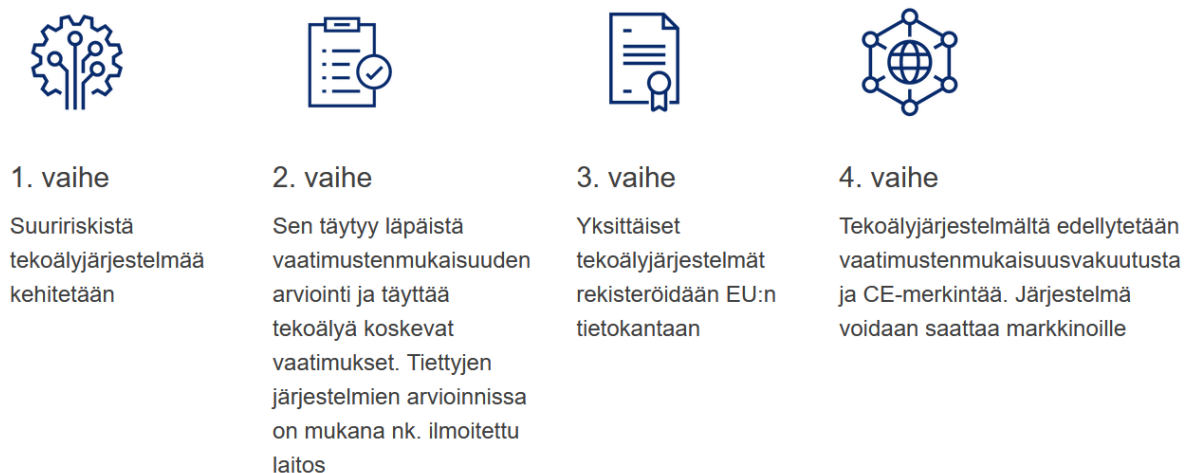 1. vaihe
Suuririskistä
tekoälyjärjestelmää
kehitetään
2. vaihe
Sen täytyy läpäistä
vaatimustenmukaisuuden
arviointi ja täyttää
tekoälyä koskevat
vaatimukset. Tiettyjen
järjestelmien arvioinnissa
on mukana nk. ilmoitettu
laitos
3. vaihe
Yksittäiset
tekoälyjärjestelmät
rekisteröidään EU:n
tietokantaan
4. vaihe
Tekoälyjärjestelmältä edellytetään
vaatimustenmukaisuusvakuutusta
ja CE-merkintää. Järjestelmä
voidaan saattaa markkinoille